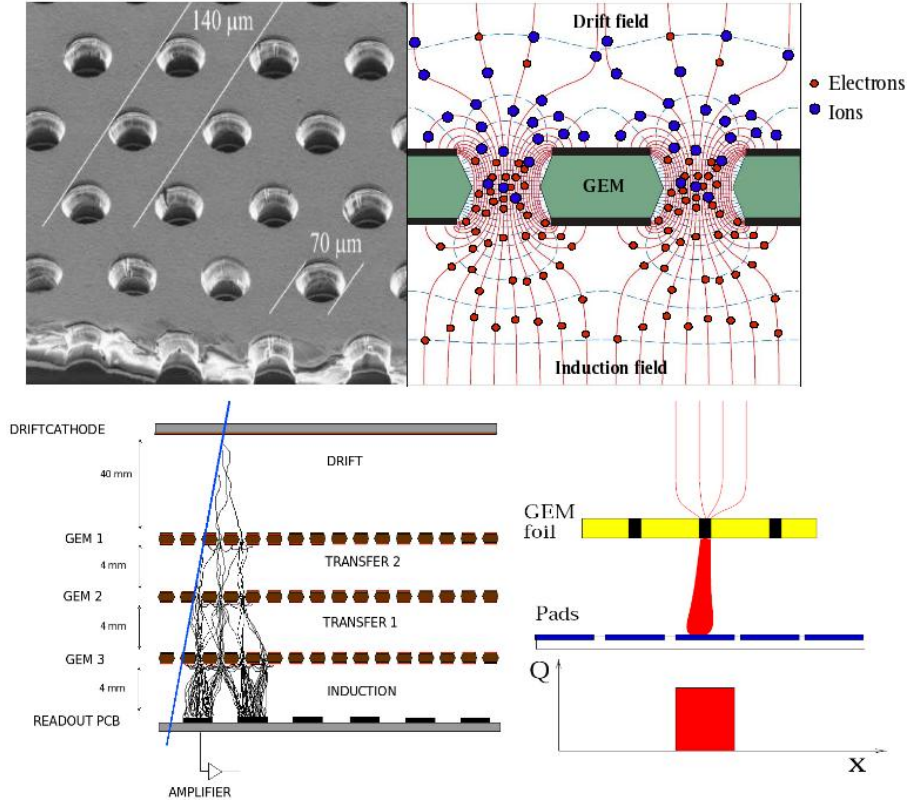 140 µm
70 µm
Drift field
GEM
Induction field
Electrons
Ions
DRIFTCATHODE
40 mm
DRIFT
GEM 1
TRANSFER 2
4 mm
GEM 2
TRANSFER 1
4 mm
GEM 3
4 mm
INDUCTION
READOUT PCB
AMPLIFIER
GEM
foil
Pads
Q
X